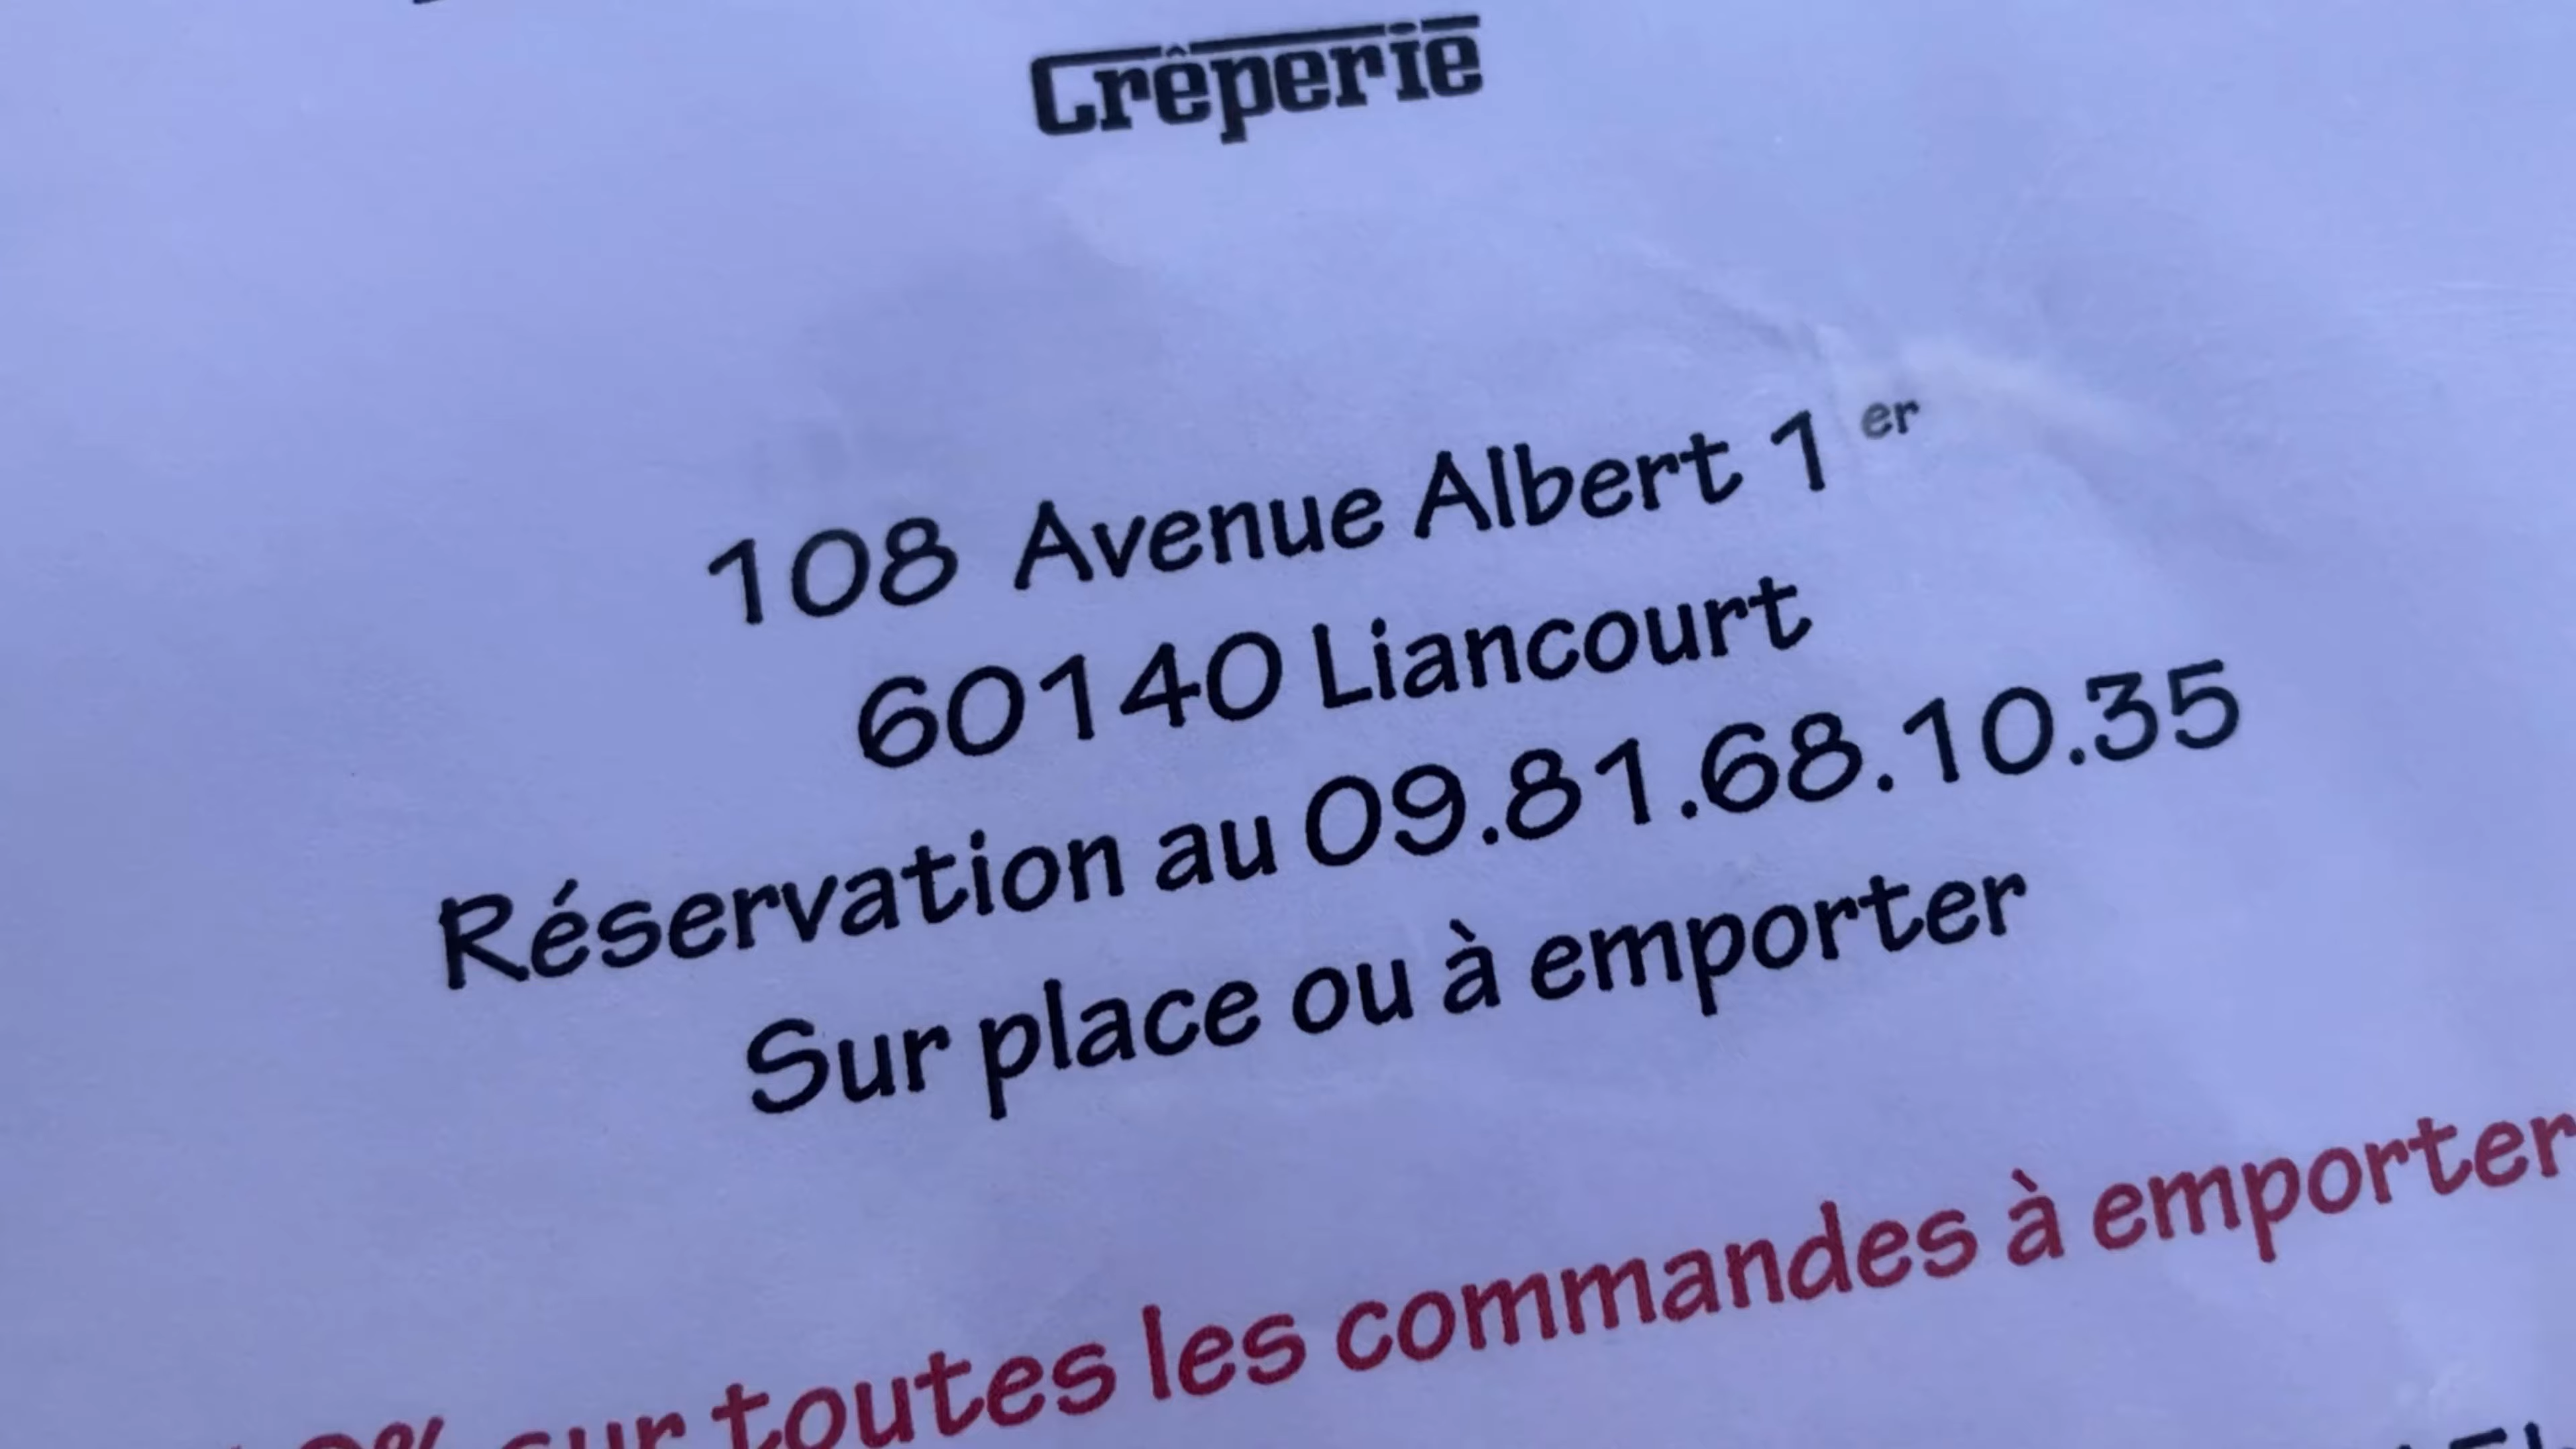 Crêperie
108 Avenue Albert 1er
60140 Liancourt
Réservation au 09.81.68.10.35
Sur place ou à emporter
sur toutes les commandes à emporter